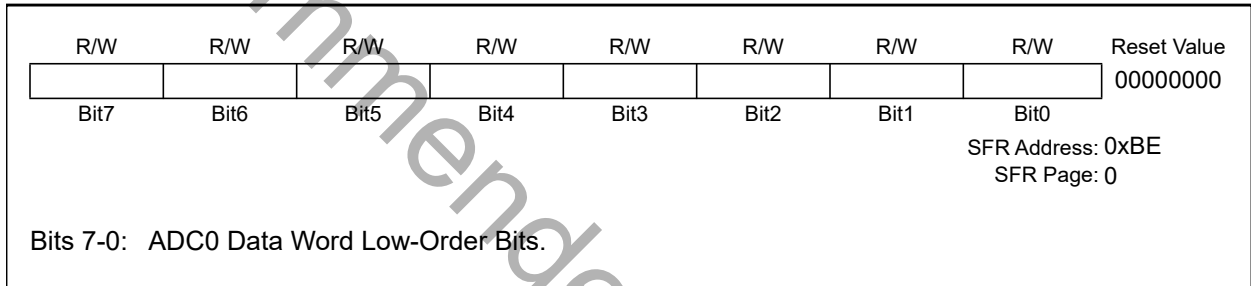 R/W R/W R/W R/W R/W R/W R/W R/W Reset Value
00000000
Bit7 Bit6 Bit5 Bit4 Bit3 Bit2 Bit1 Bit0
SFR Address: 0xBE
SFR Page: 0
Bits 7-0: ADC0 Data Word Low-Order Bits.